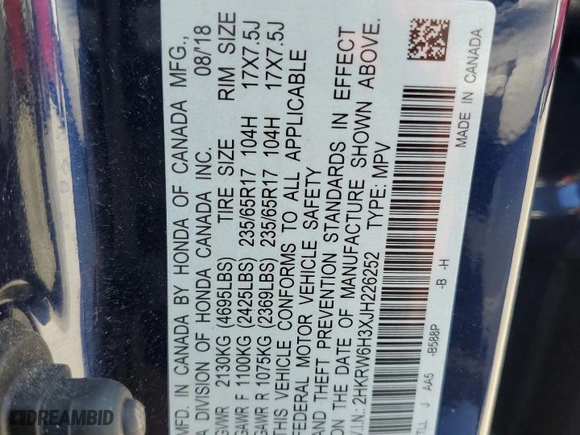 MFD. IN CANADA BY HONDA OF CANADA MFG.,
A DIVISION OF HONDA CANADA INC. 08/18
GVWR 2130KG (4695LBS) TIRE SIZE RIM SIZE
GAWR F 1100KG (2425LBS) 235/65R17 104H 17X7.5J
GAWR R 1075KG (2369LBS) 235/65R17 104H 17X7.5J
THIS VEHICLE CONFORMS TO ALL APPLICABLE
FEDERAL MOTOR VEHICLE SAFETY
AND THEFT PREVENTION STANDARDS IN EFFECT
ON THE DATE OF MANUFACTURE SHOWN ABOVE.
V.I.N.: 2HKRW6H3XJH226252 TYPE: MPV
TLL J AA5 -B588P -B -H
MADE IN CANADA
DREAMBID